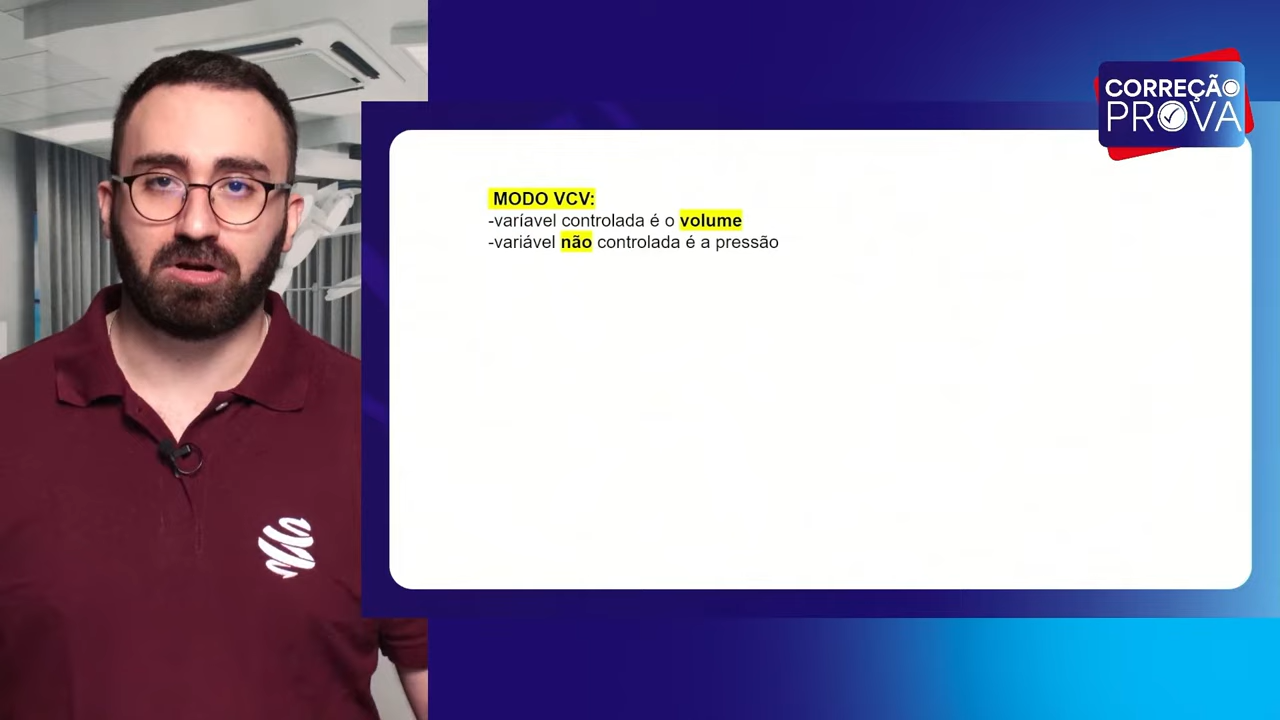 CORREÇÃO
PROVA
MODO VCV:
-varíavel controlada é o volume
-variável não controlada é a pressão